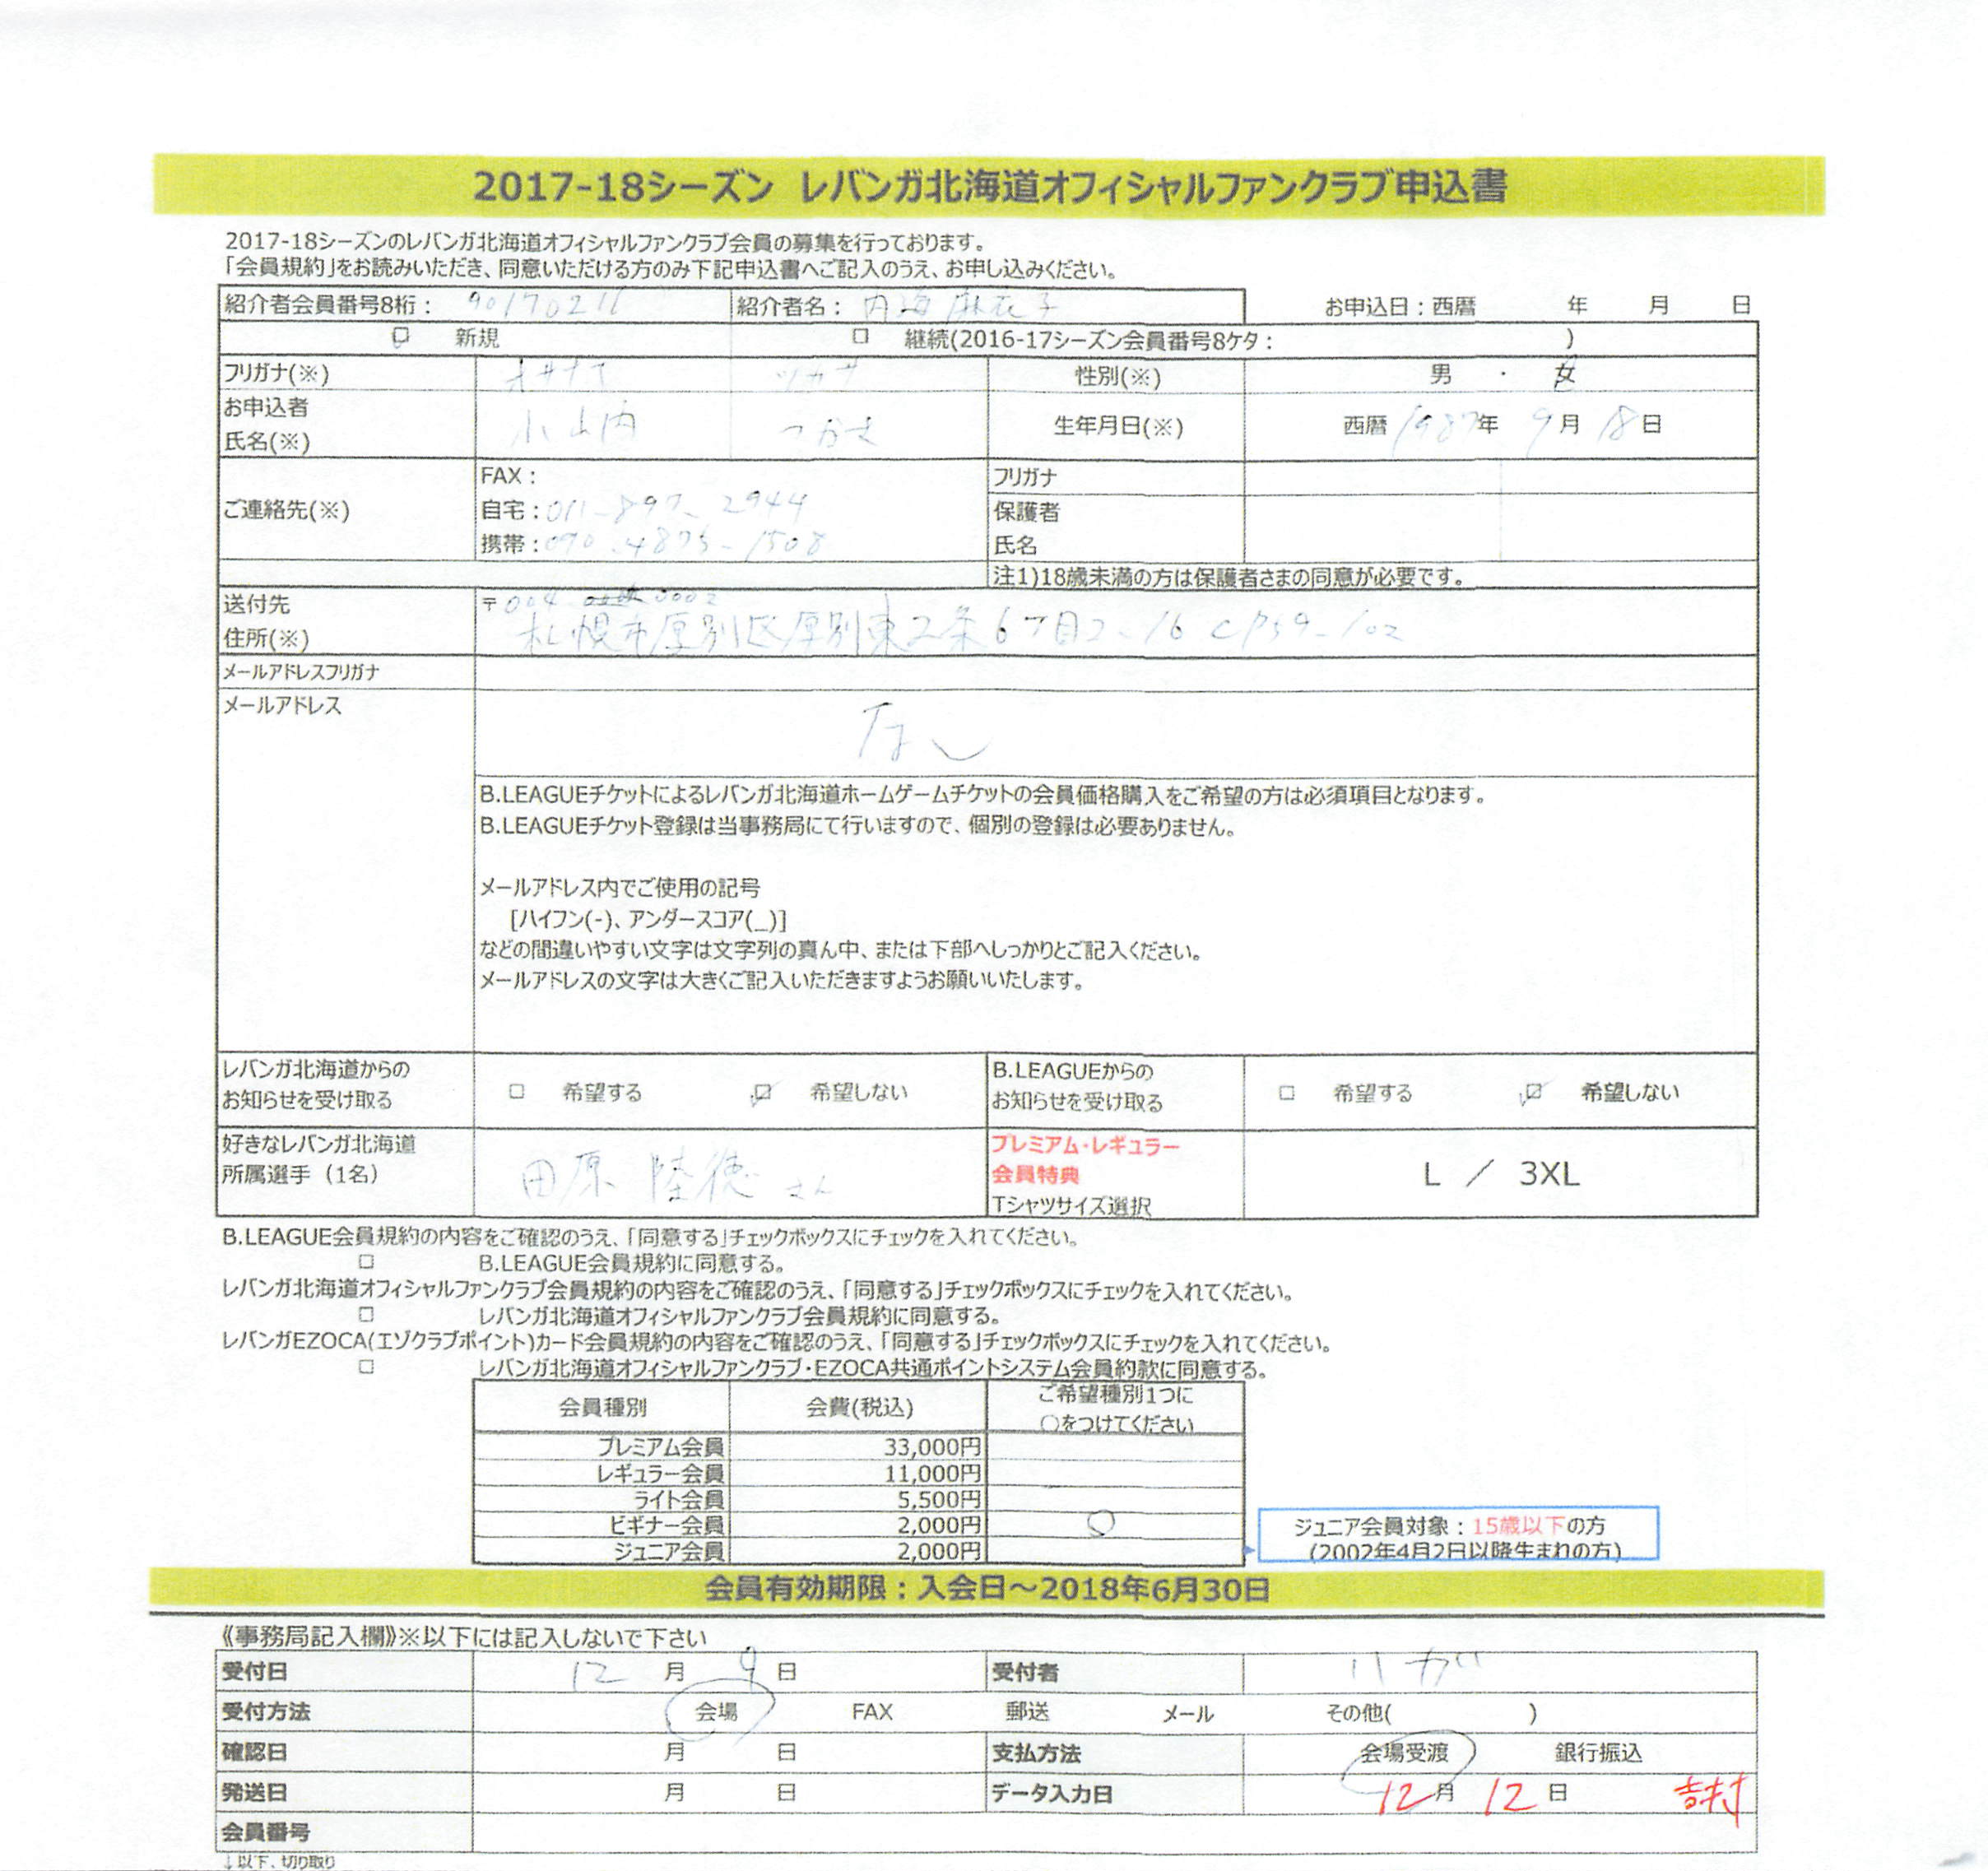 2017-18シーズン レバンガ北海道オフィシャルファンクラブ申込書
2017-18シーズンのレバンガ北海道オフィシャルファンクラブ会員の募集を行っております。
「会員規約」をお読みいただき、同意いただける方のみ下記申込書へご記入のうえ、お申し込みください。
紹介者会員番号8桁： 90170211 紹介者名： 内海 麻衣子 お申込日：西暦 年 月 日
☑ 新規 □ 継続(2016-17シーズン会員番号8ケタ： )
フリガナ(※) オサナイ ツカサ 性別(※) 男 ・ 女
お申込者
氏名(※) 小山内 つかさ 生年月日(※) 西暦 1987年 9月 18日
FAX： フリガナ
ご連絡先(※) 自宅：011-897-2944 保護者
携帯：090-4875-1508 氏名
注1)18歳未満の方は保護者さまの同意が必要です。
送付先 〒004 0002
住所(※) 札幌市厚別区厚別東2条6丁目2-16
メールアドレスフリガナ
メールアドレス なし
B.LEAGUEチケットによるレバンガ北海道ホームゲームチケットの会員価格購入をご希望の方は必須項目となります。
B.LEAGUEチケット登録は当事務局にて行いますので、個別の登録は必要ありません。
メールアドレス内でご使用の記号
[ハイフン(-)、アンダースコア(_)]
などの間違いやすい文字は文字列の真ん中、または下部へしっかりとご記入ください。
メールアドレスの文字は大きくご記入いただきますようお願いいたします。
レバンガ北海道からの
お知らせを受け取る □ 希望する ☑ 希望しない B.LEAGUEからの
お知らせを受け取る □ 希望する ☑ 希望しない
好きなレバンガ北海道
所属選手（1名） 田原 陸徳 さん プレミアム・レギュラー
会員特典
Tシャツサイズ選択 L ／ 3XL
B.LEAGUE会員規約の内容をご確認のうえ、「同意する」チェックボックスにチェックを入れてください。
□ B.LEAGUE会員規約に同意する。
レバンガ北海道オフィシャルファンクラブ会員規約の内容をご確認のうえ、「同意する」チェックボックスにチェックを入れてください。
□ レバンガ北海道オフィシャルファンクラブ会員規約に同意する。
レバンガEZOCA(エゾクラブポイント)カード会員規約の内容をご確認のうえ、「同意する」チェックボックスにチェックを入れてください。
□ レバンガ北海道オフィシャルファンクラブ・EZOCA共通ポイントシステム会員約款に同意する。
会員種別 会費(税込) ご希望種別1つに
○をつけてください
プレミアム会員 33,000円
レギュラー会員 11,000円
ライト会員 5,500円
ビギナー会員 2,000円 ○
ジュニア会員 2,000円
ジュニア会員対象：15歳以下の方
(2002年4月2日以降生まれの方)
会員有効期限：入会日～2018年6月30日
《事務局記入欄》※以下には記入しないで下さい
受付日 12 月 9 日 受付者
受付方法 会場 FAX 郵送 メール その他( )
確認日 月 日 支払方法 会場受渡 銀行振込
発送日 月 日 データ入力日 12月 12日 吉村
会員番号
↓以下、切り取り